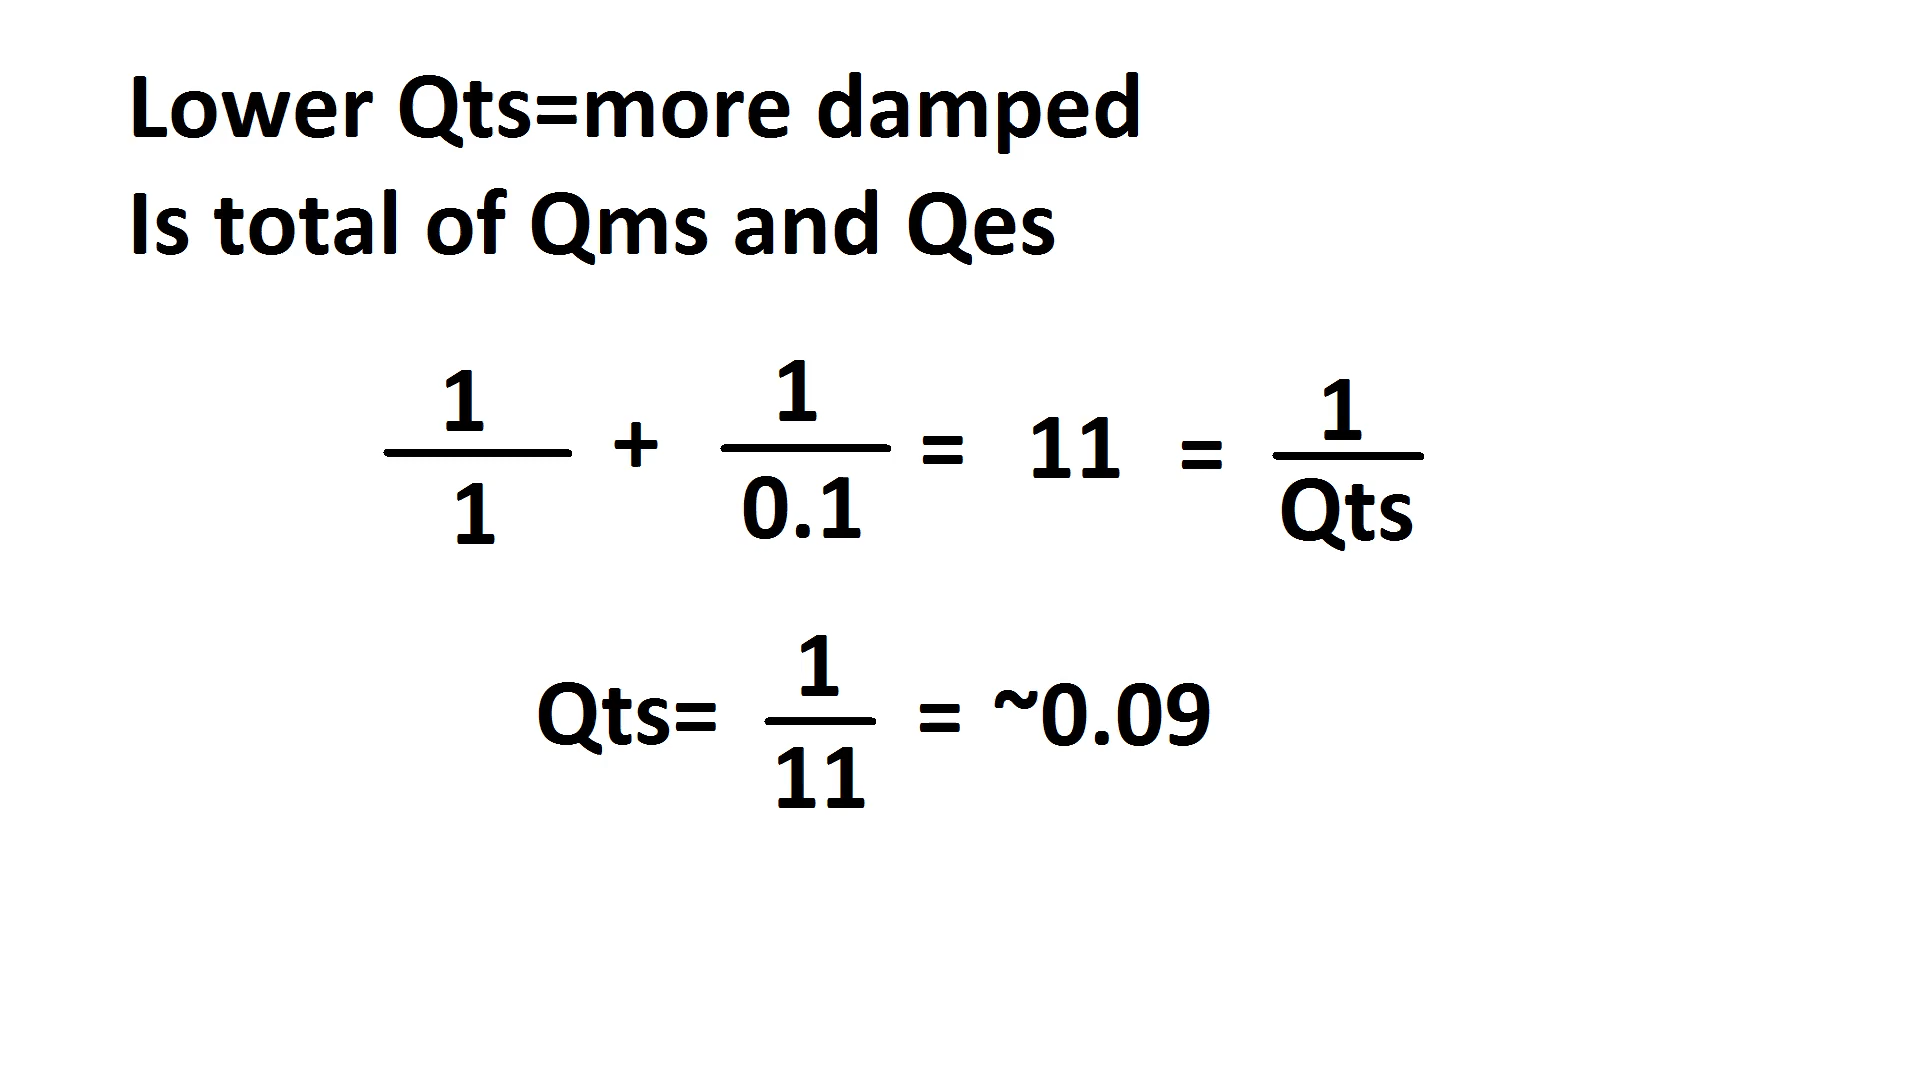 Lower Qts=more damped
Is total of Qms and Qes
1 1 1
+ = 11 =
1 0.1 Qts
1
Qts= = ~0.09
11